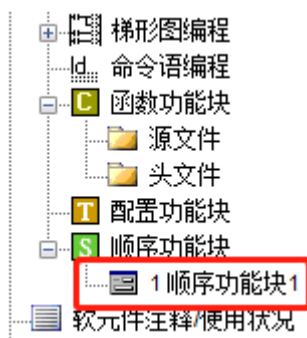 梯形图编程
Id... 命令语编程
C 函数功能块
源文件
头文件
T 配置功能块
S 顺序功能块
1 顺序功能块1
软元件注释/使用状况